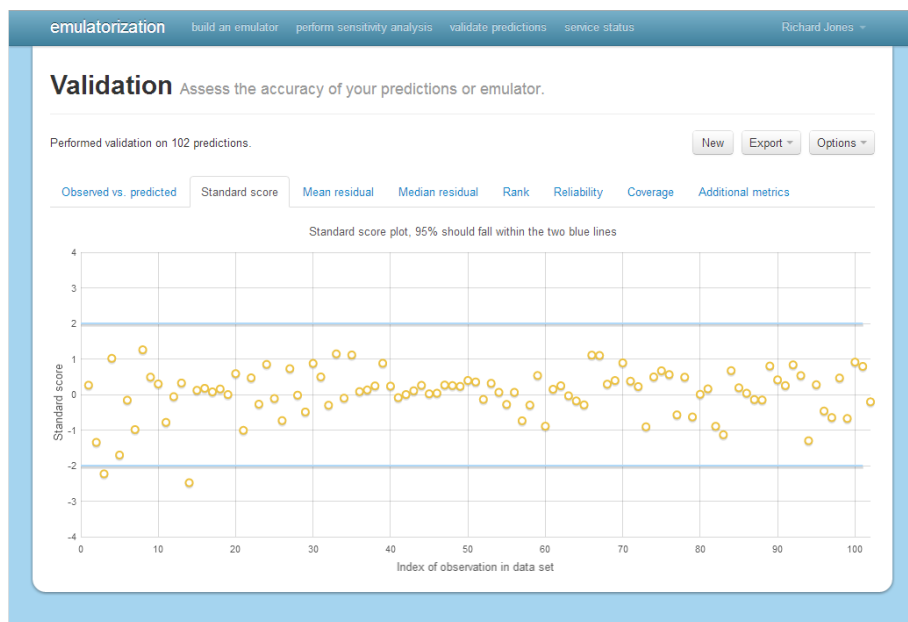 emulatorization build an emulator perform sensitivity analysis validate predictions service status Richard Jones
Validation Assess the accuracy of your predictions or emulator.
Performed validation on 102 predictions. New Export Options
Observed vs. predicted Standard score Mean residual Median residual Rank Reliability Coverage Additional metrics
Standard score plot, 95% should fall within the two blue lines
4
3
2
1
0
-1
-2
-3
-4
Standard score
0 10 20 30 40 50 60 70 80 90 100
Index of observation in data set